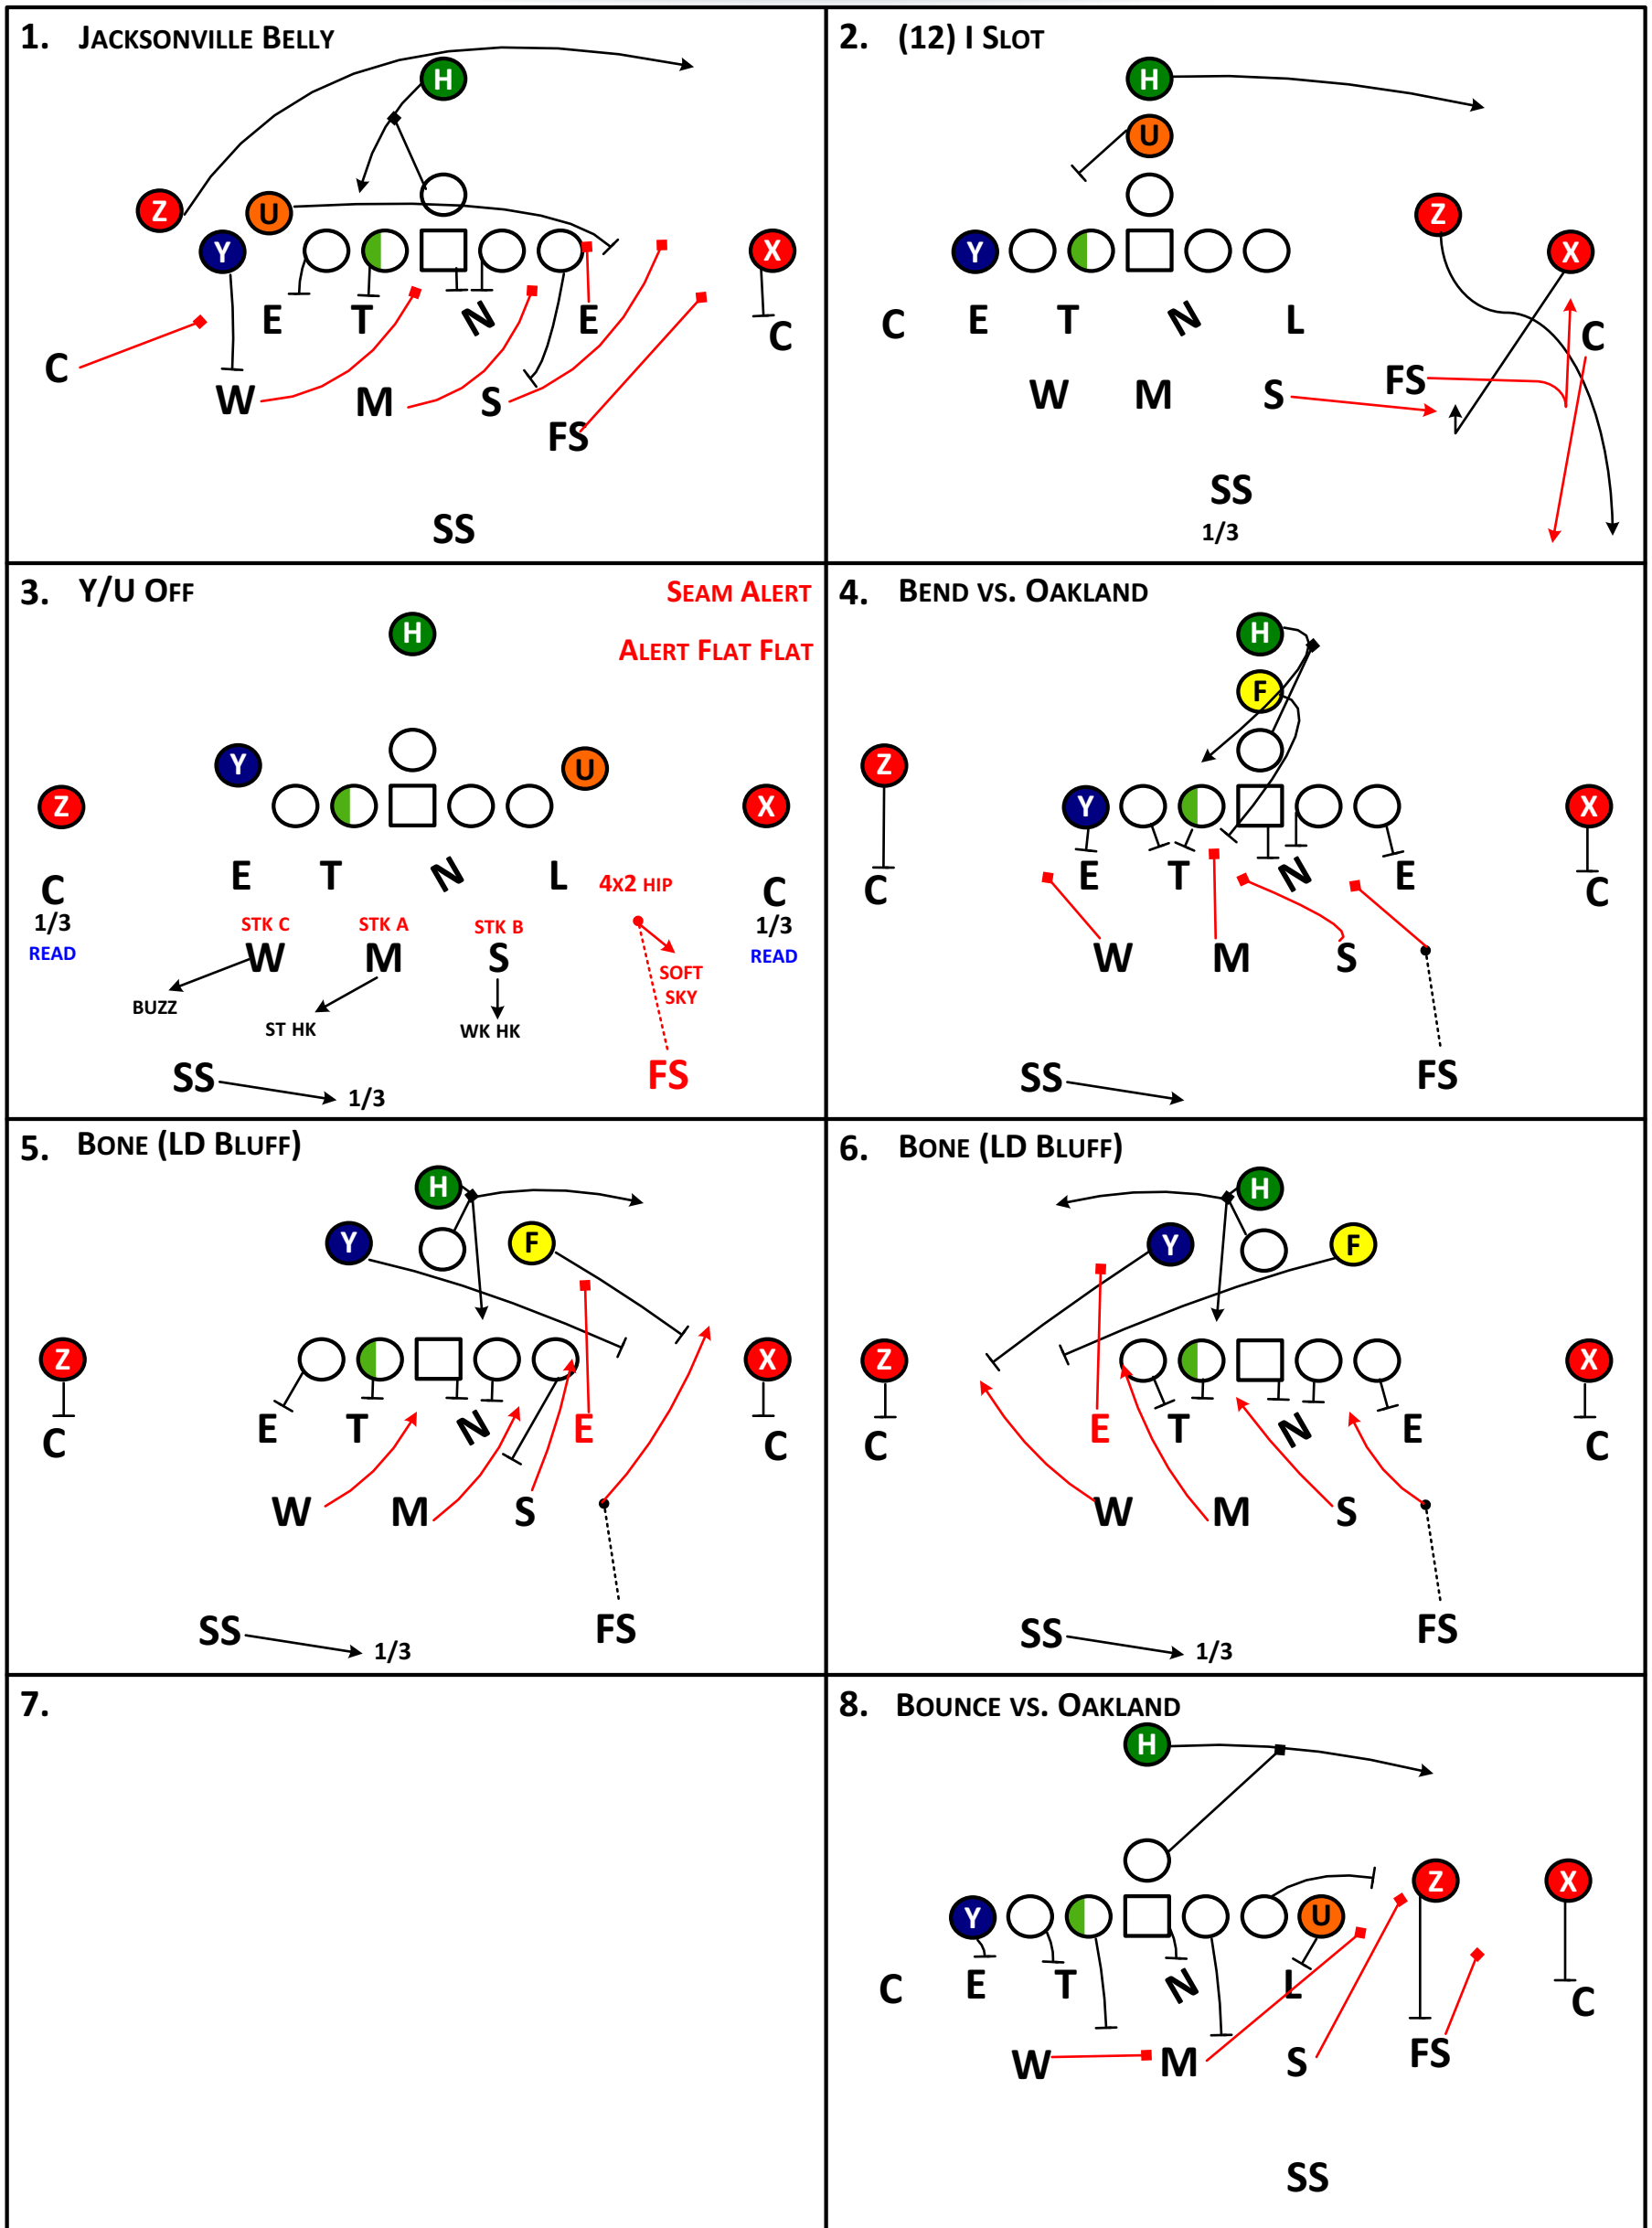 1. JACKSONVILLE BELLY
H
Z U
Y X
E T N E C
C
W M S
FS
SS
2. (12) I SLOT
H
U
Z
Y X
C E T N L C
FS
W M S
SS
1/3
3. Y/U OFF SEAM ALERT
ALERT FLAT FLAT
H
Y U
Z X
C E T N L 4X2 HIP C
1/3 STK C STK A STK B 1/3
READ W M S READ
SOFT
SKY
BUZZ
ST HK WK HK
SS FS
1/3
4. BEND VS. OAKLAND
H
F
Z
Y X
C E T N E C
W M S
SS FS
5. BONE (LD BLUFF)
H
Y F
Z X
C E T N E C
W M S
SS FS
1/3
6. BONE (LD BLUFF)
H
Y F
Z X
C E T N E C
W M S
SS FS
1/3
7.
8. BOUNCE VS. OAKLAND
H
Z X
Y U
C E T N L C
W M S FS
SS